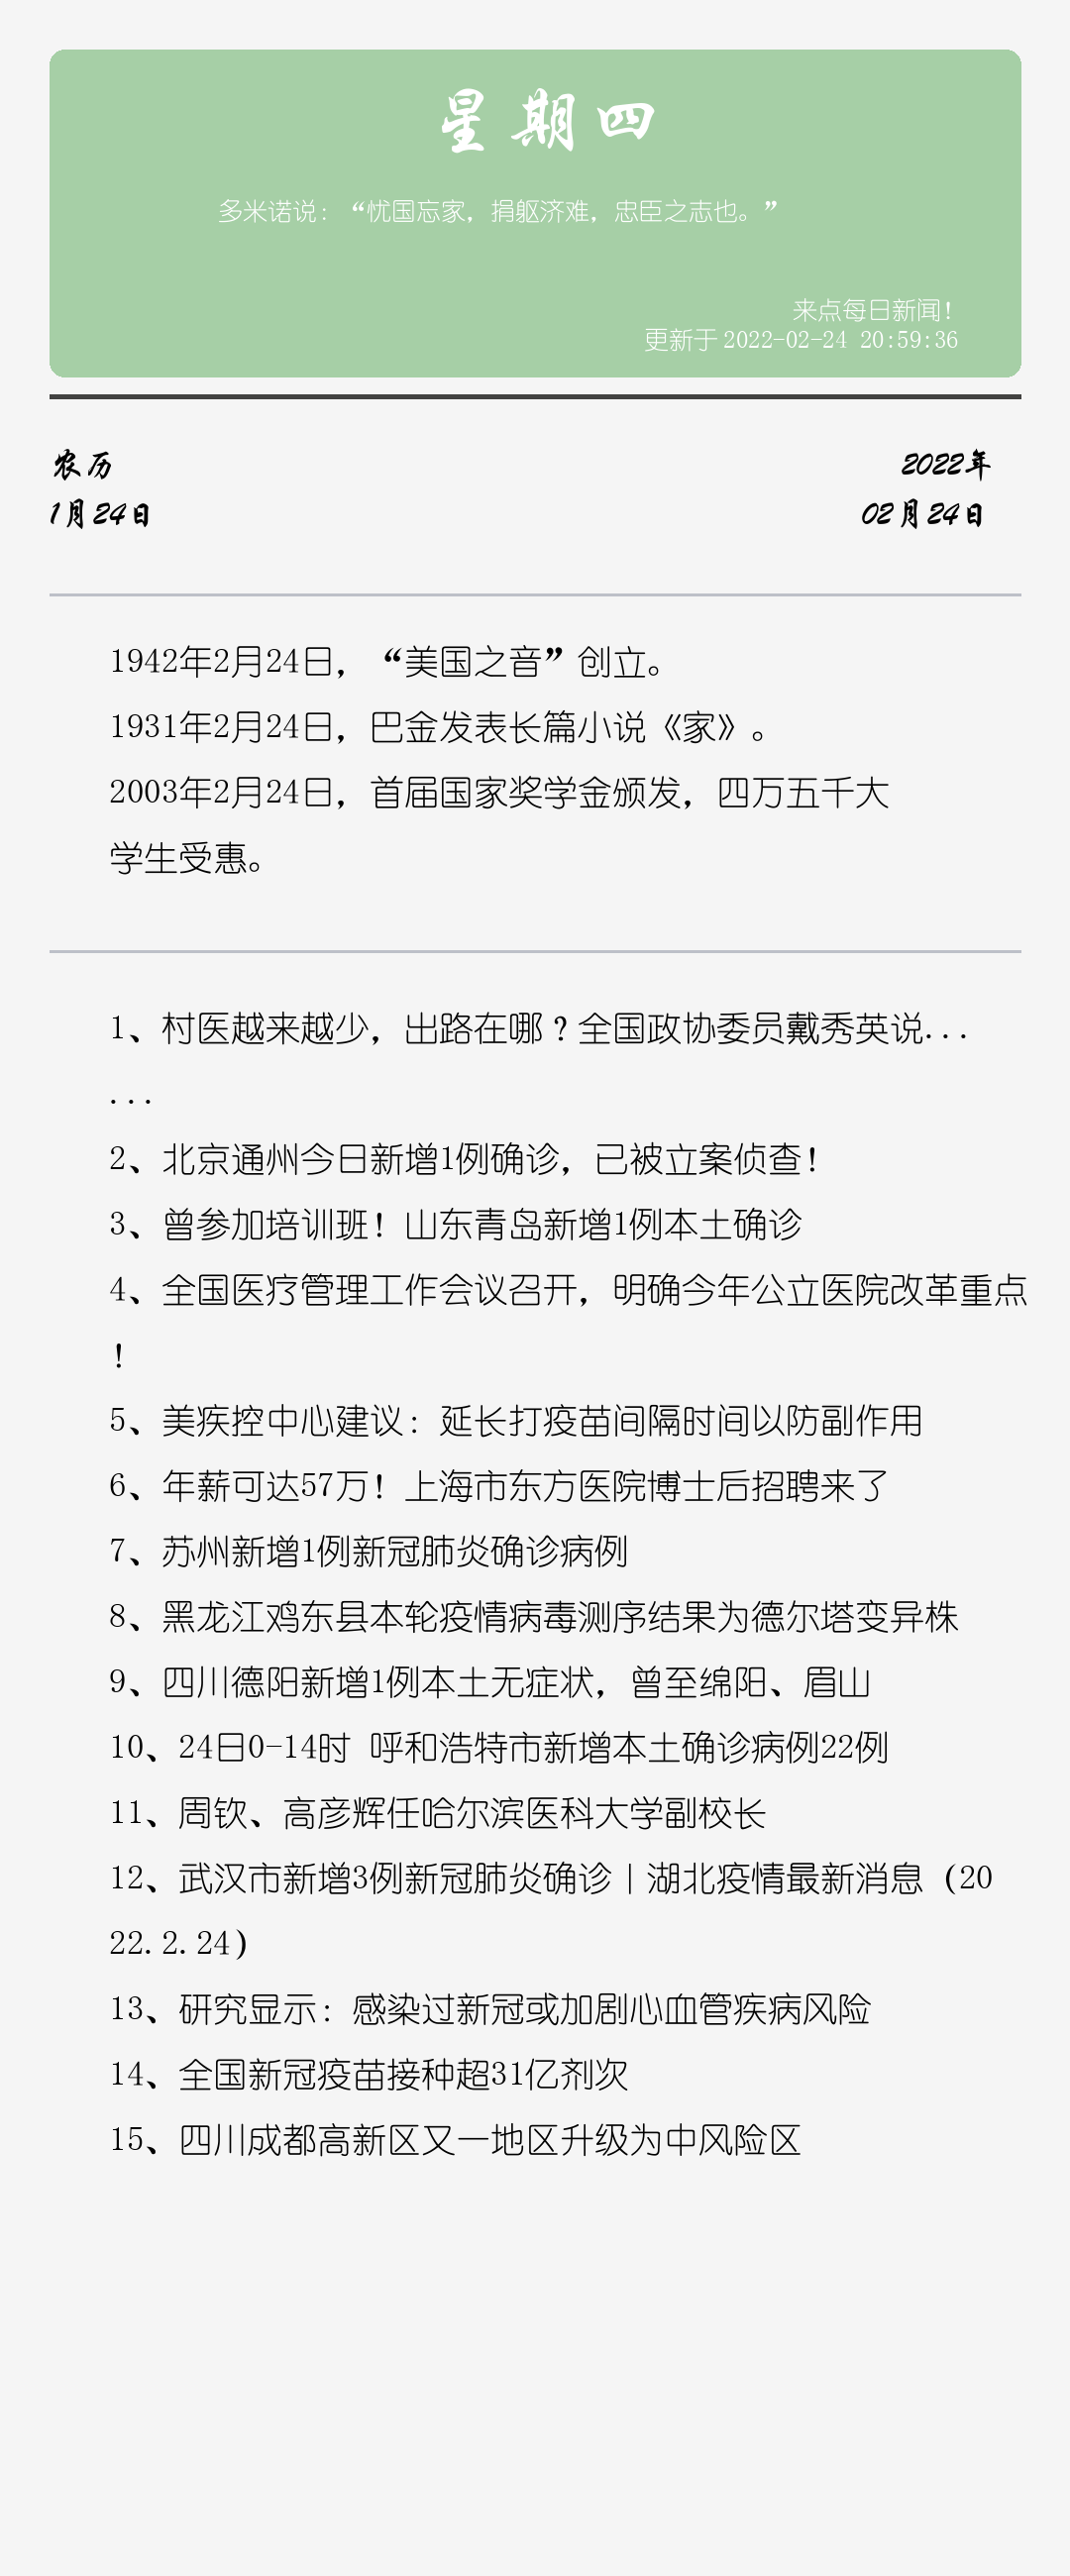 星期四
多米诺说：“忧国忘家，捐躯济难，忠臣之志也。”
来点每日新闻！
更新于2022-02-24 20:59:36
农历
1月24日
2022年
02月24日
1942年2月24日，“美国之音”创立。
1931年2月24日，巴金发表长篇小说《家》。
2003年2月24日，首届国家奖学金颁发，四万五千大
学生受惠。
1、村医越来越少，出路在哪？全国政协委员戴秀英说...
...
2、北京通州今日新增1例确诊，已被立案侦查！
3、曾参加培训班！山东青岛新增1例本土确诊
4、全国医疗管理工作会议召开，明确今年公立医院改革重点
！
5、美疾控中心建议：延长打疫苗间隔时间以防副作用
6、年薪可达57万！上海市东方医院博士后招聘来了
7、苏州新增1例新冠肺炎确诊病例
8、黑龙江鸡东县本轮疫情病毒测序结果为德尔塔变异株
9、四川德阳新增1例本土无症状，曾至绵阳、眉山
10、24日0-14时 呼和浩特市新增本土确诊病例22例
11、周钦、高彦辉任哈尔滨医科大学副校长
12、武汉市新增3例新冠肺炎确诊｜湖北疫情最新消息（20
22.2.24）
13、研究显示：感染过新冠或加剧心血管疾病风险
14、全国新冠疫苗接种超31亿剂次
15、四川成都高新区又一地区升级为中风险区